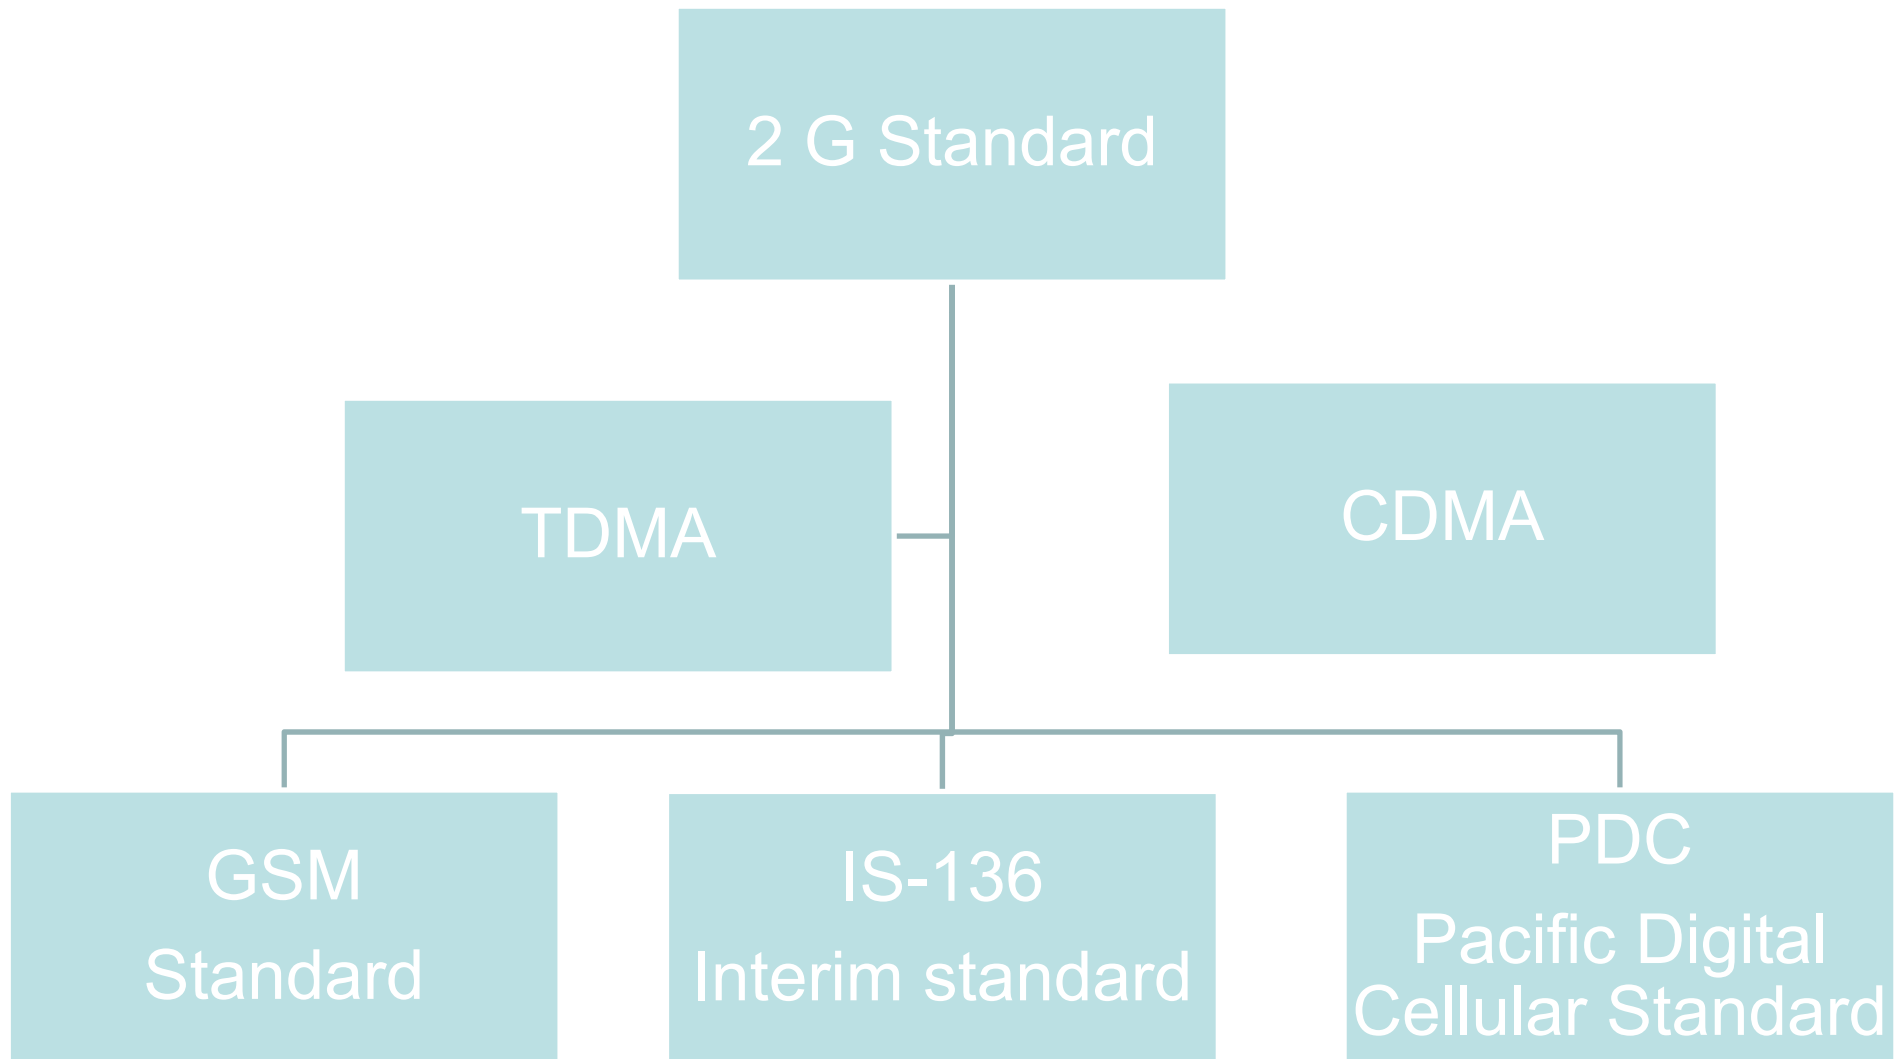 2 G Standard
TDMA
CDMA
GSM
Standard
IS-136
Interim standard
PDC
Pacific Digital
Cellular Standard